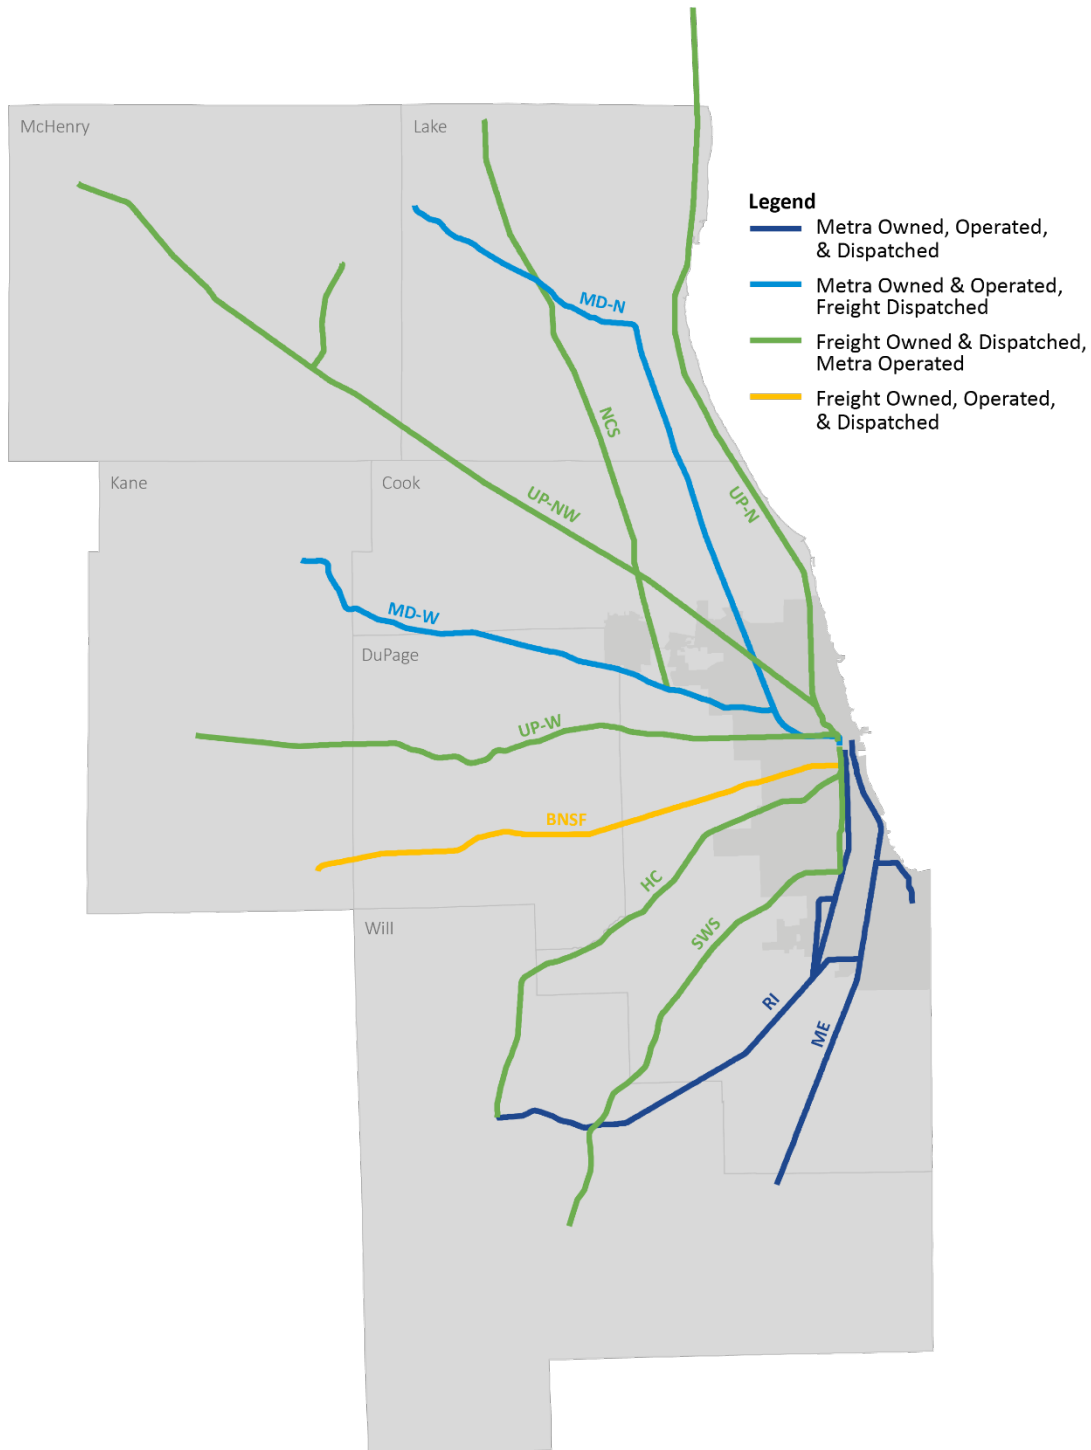 McHenry
Lake
Legend
Metra Owned, Operated,
& Dispatched
Metra Owned & Operated,
Freight Dispatched
Freight Owned & Dispatched,
Metra Operated
Freight Owned, Operated,
& Dispatched
MD-N
NCS
Kane
Cook
UP-NW
UP-N
MD-W
DuPage
UP-W
BNSF
HC
Will
SWS
RI
ME